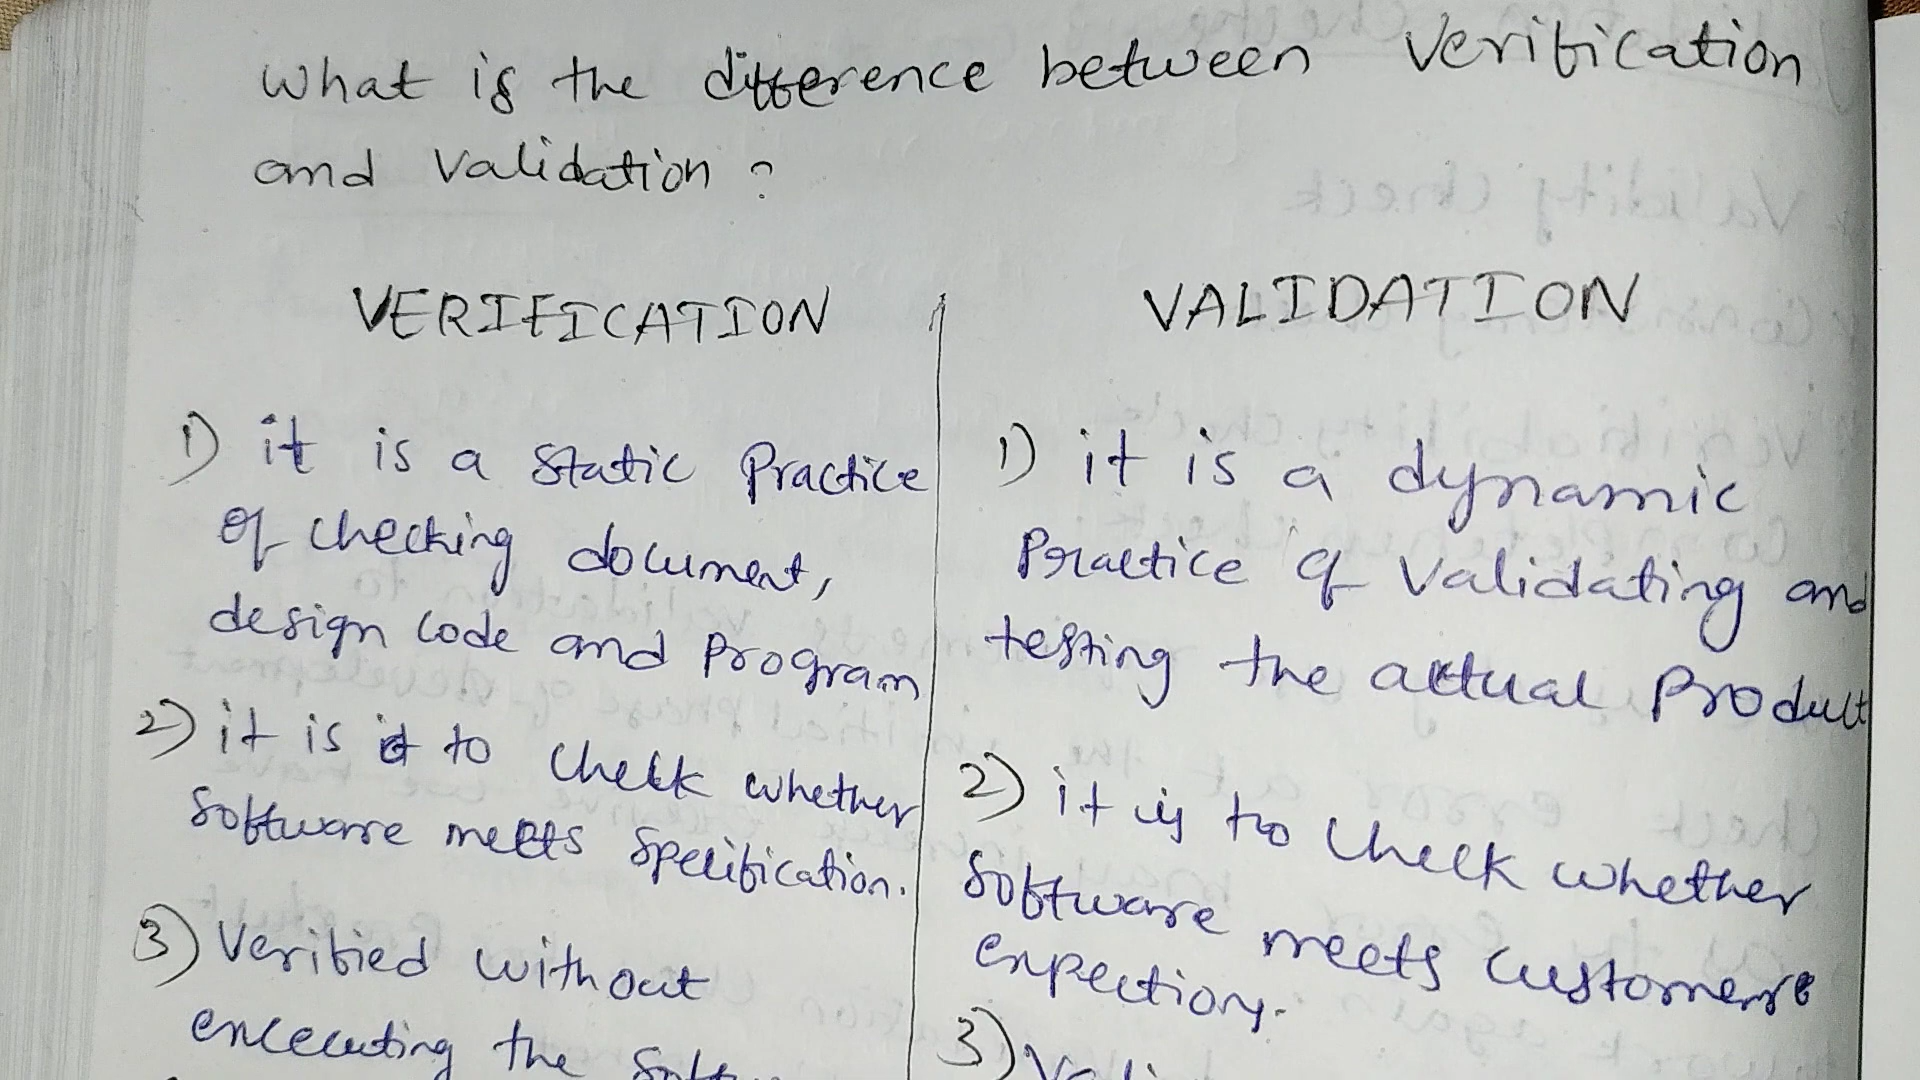 What is the difference between Verification
and Validation ?
VERIFICATION
1) it is a Static Practice
of checking document,
design code and Program
2) it is to check whether
Software meets Specification.
3) Verified without
the
VALIDATION
1) it is a dynamic
Practice of Validating and
testing the actual Product
2) it is to check whether
Software meets customers
expection.
3)